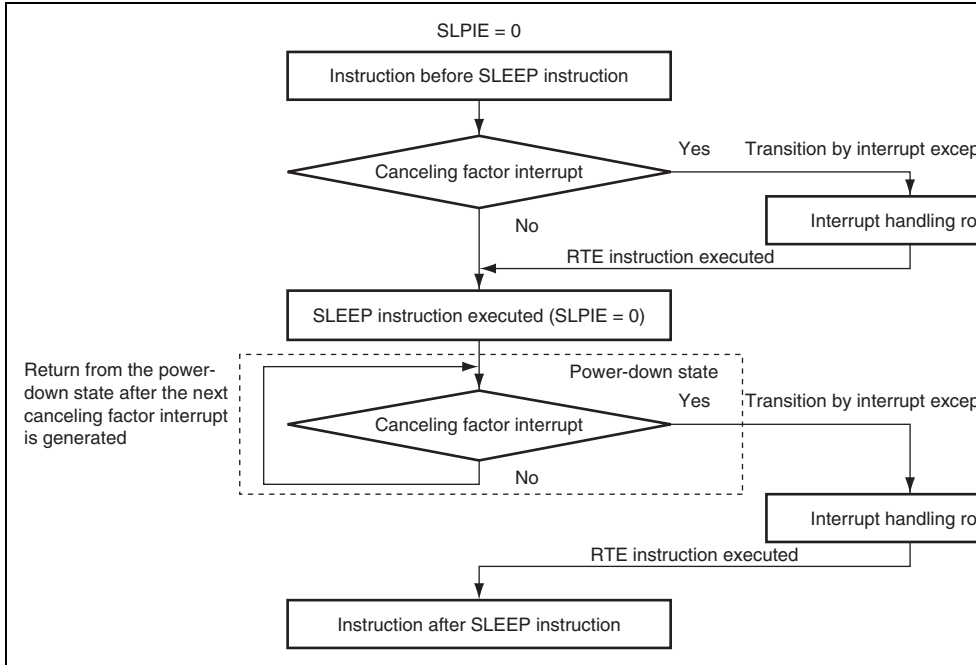 SLPIE = 0
Instruction before SLEEP instruction
Canceling factor interrupt
Yes
Transition by interrupt excep
No
Interrupt handling ro
RTE instruction executed
SLEEP instruction executed (SLPIE = 0)
Return from the power-
down state after the next
canceling factor interrupt
is generated
Power-down state
Yes
Transition by interrupt excep
Canceling factor interrupt
No
Interrupt handling ro
RTE instruction executed
Instruction after SLEEP instruction